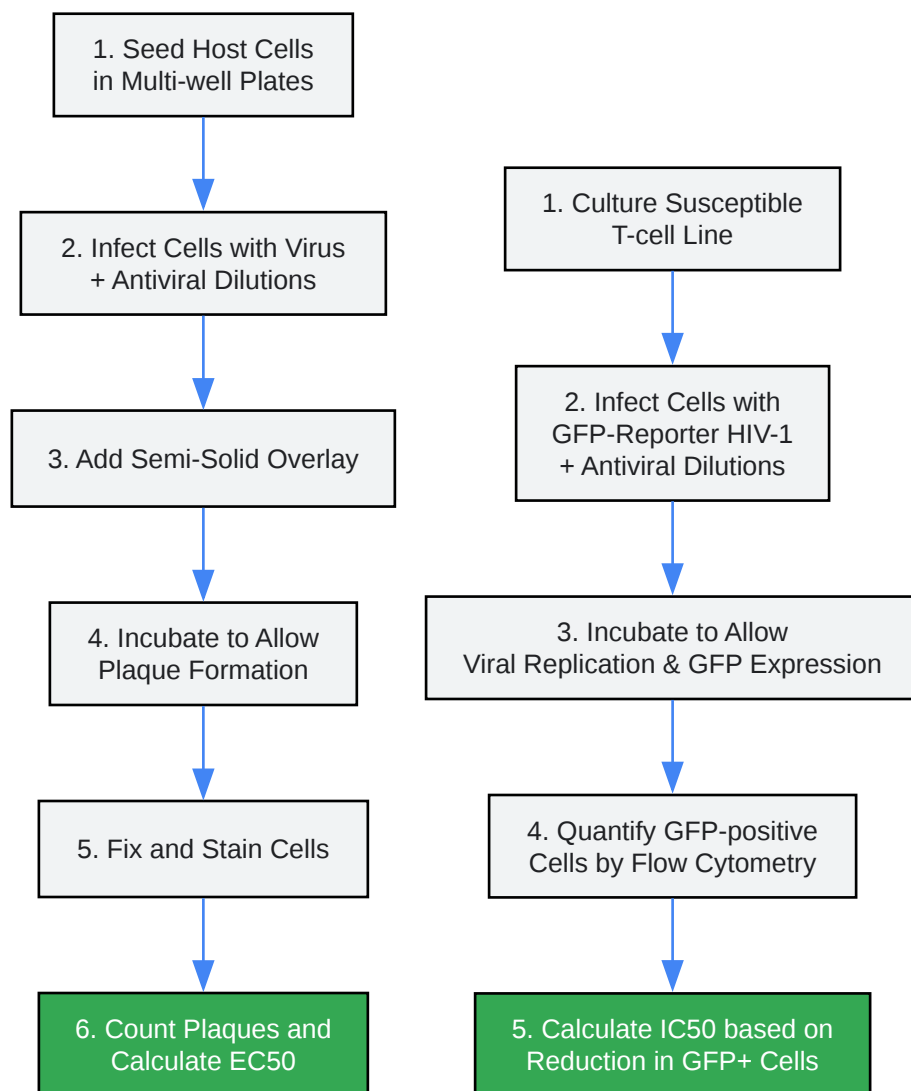 1. Seed Host Cells
in Multi-well Plates
2. Infect Cells with Virus
+ Antiviral Dilutions
3. Add Semi-Solid Overlay
4. Incubate to Allow
Plaque Formation
5. Fix and Stain Cells
6. Count Plaques and
Calculate EC50
1. Culture Susceptible
T-cell Line
2. Infect Cells with
GFP-Reporter HIV-1
+ Antiviral Dilutions
3. Incubate to Allow
Viral Replication & GFP Expression
4. Quantify GFP-positive
Cells by Flow Cytometry
5. Calculate IC50 based on
Reduction in GFP+ Cells